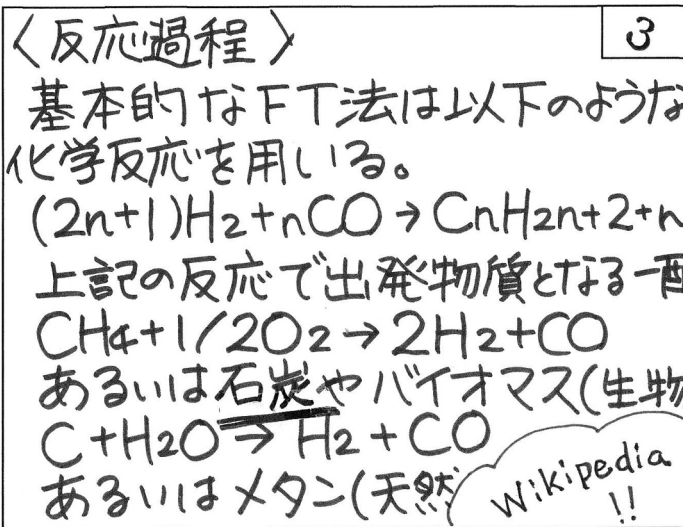 〈反応過程〉
3
基本的なFT法は以下のような
化学反応を用いる。
(2n+1)H2+nCO→CnH2n+2+n
上記の反応で出発物質となる一酸
CH4+1/2O2→2H2+CO
あるいは石炭やバイオマス(生物
C+H2O→H2+CO
あるいはメタン(天然
Wikipedia
!!